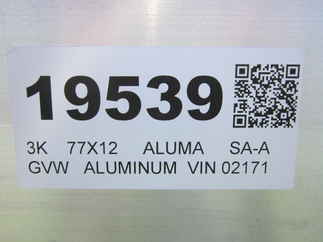 19539
3K 77X12 ALUMA SA-A
GVW ALUMINUM VIN 02171